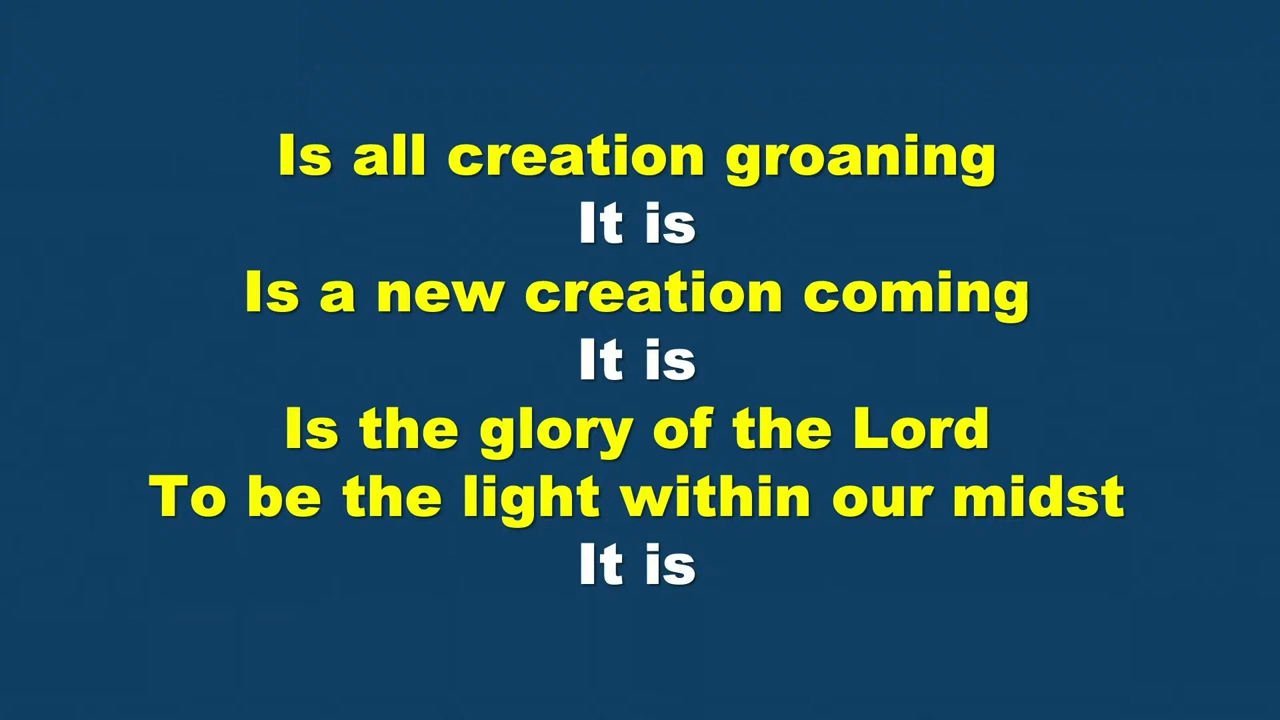 Is all creation groaning
It is
Is a new creation coming
It is
Is the glory of the Lord
To be the light within our midst
It is